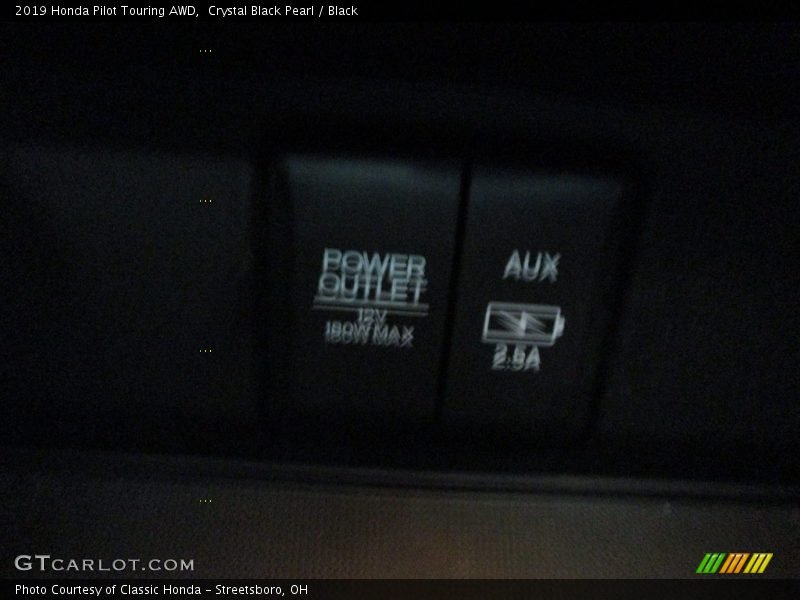 2019 Honda Pilot Touring AWD,  Crystal Black Pearl / Black
POWER
OUTLET
12V
180W MAX
AUX
2.5A
GTCARLOT.COM
Photo Courtesy of Classic Honda - Streetsboro, OH